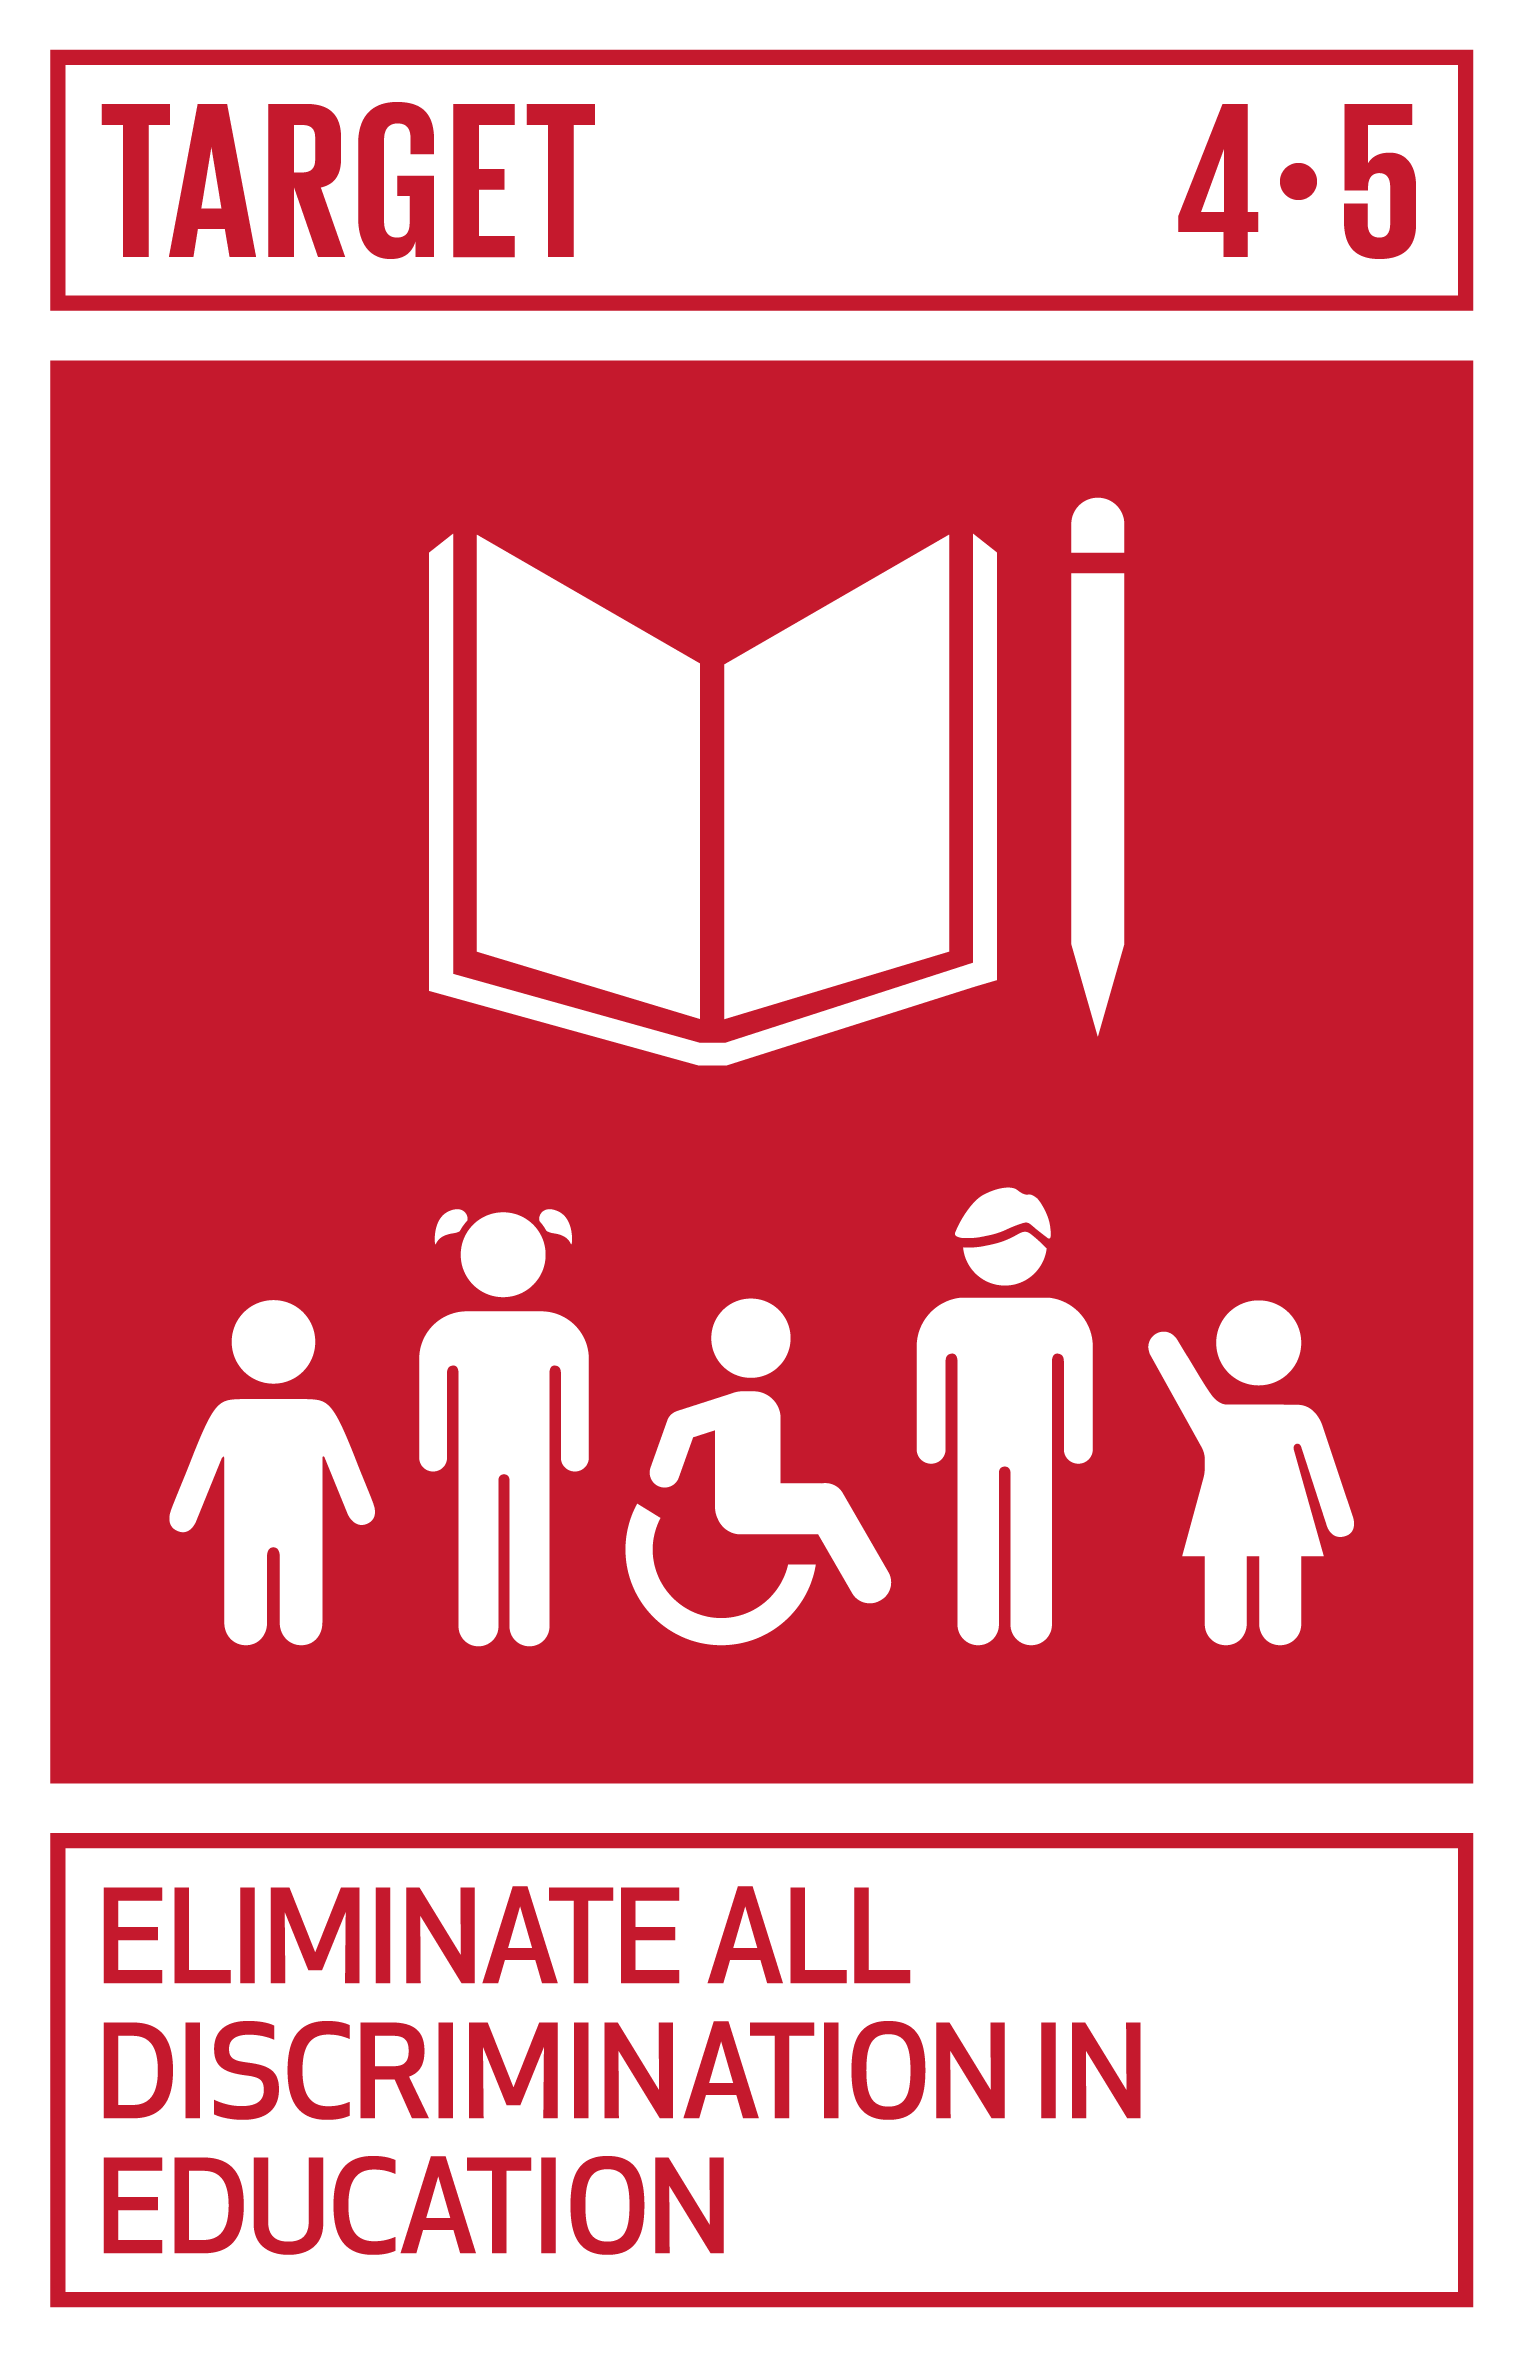 TARGET 4·5
ELIMINATE ALL
DISCRIMINATION IN
EDUCATION